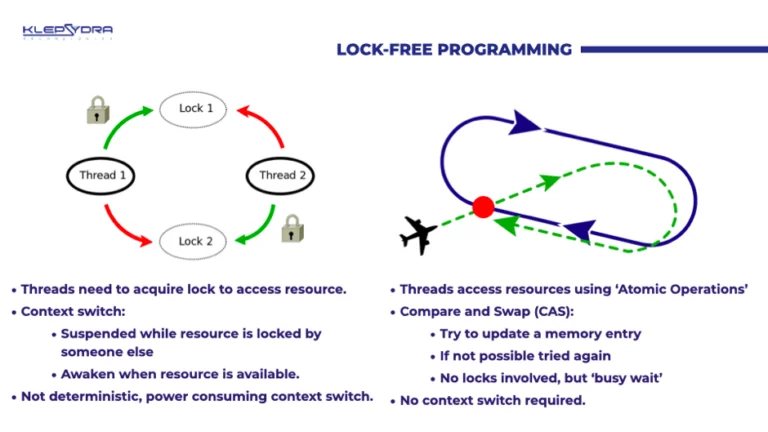 KLEPSYDRA
TECHNOLOGIES
LOCK-FREE PROGRAMMING
Lock 1
Thread 1
Thread 2
Lock 2
• Threads need to acquire lock to access resource.
• Context switch:
• Suspended while resource is locked by
someone else
• Awaken when resource is available.
• Not deterministic, power consuming context switch.
• Threads access resources using ‘Atomic Operations’
• Compare and Swap (CAS):
• Try to update a memory entry
• If not possible tried again
• No locks involved, but ‘busy wait’
• No context switch required.